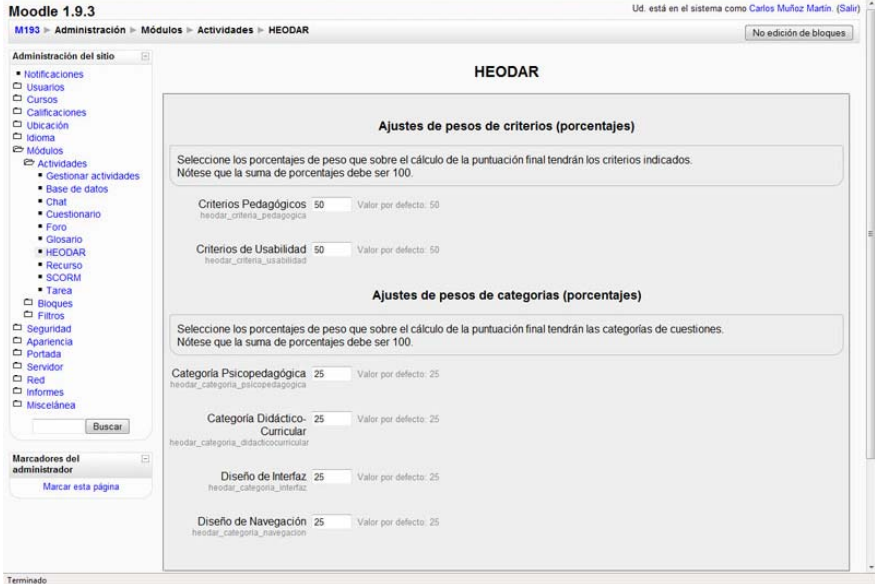 Moodle 1.9.3
Ud. está en el sistema como Carlos Muñoz Martín. (Salir)
M193 ► Administración ► Módulos ► Actividades ► HEODAR
No edición de bloques
Administración del sitio
Notificaciones
Usuarios
Cursos
Calificaciones
Ubicación
Idioma
Módulos
Actividades
Gestionar actividades
Base de datos
Chat
Cuestionario
Foro
Glosario
HEODAR
Recurso
SCORM
Tarea
Bloques
Filtros
Seguridad
Apariencia
Portada
Servidor
Red
Informes
Miscelánea
Buscar
Marcadores del
administrador
Marcar esta página
HEODAR
Ajustes de pesos de criterios (porcentajes)
Seleccione los porcentajes de peso que sobre el cálculo de la puntuación final tendrán los criterios indicados.
Nótese que la suma de porcentajes debe ser 100.
Criterios Pedagógicos 50 Valor por defecto: 50
heodar_criteria_pedagogica
Criterios de Usabilidad 50 Valor por defecto: 50
heodar_criteria_usabilidad
Ajustes de pesos de categorias (porcentajes)
Seleccione los porcentajes de peso que sobre el cálculo de la puntuación final tendrán las categorías de cuestiones.
Nótese que la suma de porcentajes debe ser 100.
Categoría Psicopedagógica 25 Valor por defecto: 25
heodar_categoria_psicopedagogica
Categoría Didáctico- 25 Valor por defecto: 25
Curricular
heodar_categoria_didacticocurricular
Diseño de Interfaz 25 Valor por defecto: 25
heodar_categoria_interfaz
Diseño de Navegación 25 Valor por defecto: 25
heodar_categoria_navegacion
Terminado